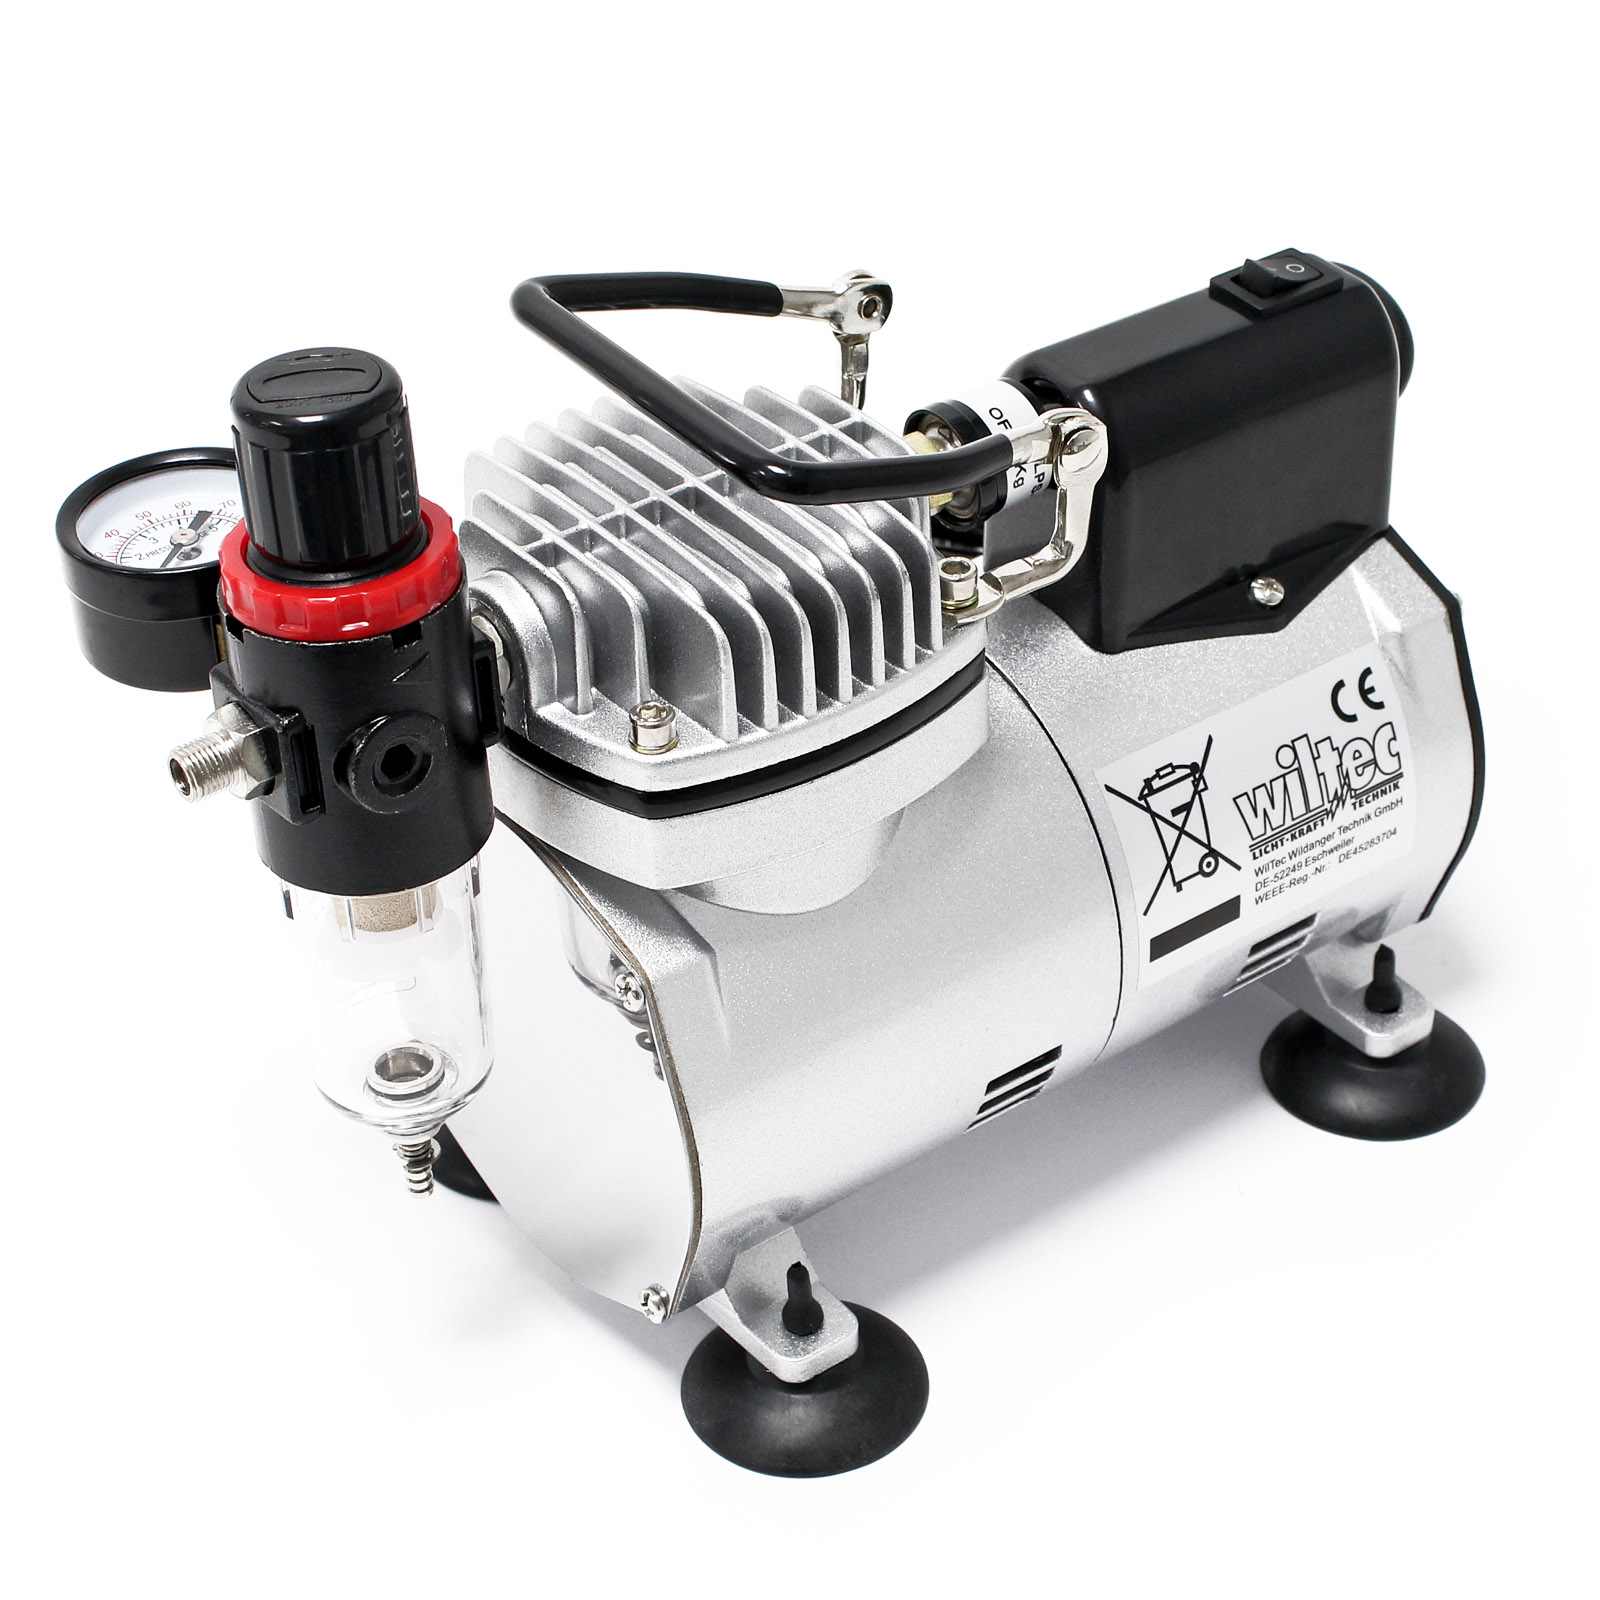 50
60
70
40
3
4
5
2
OF
LPS
Kg
CE
wiltec
LICHT-KRAFT TECHNIK
WilTec Wildanger Technik GmbH
DE-52249 Eschweiler
WEEE-Reg.-Nr.: DE45283704